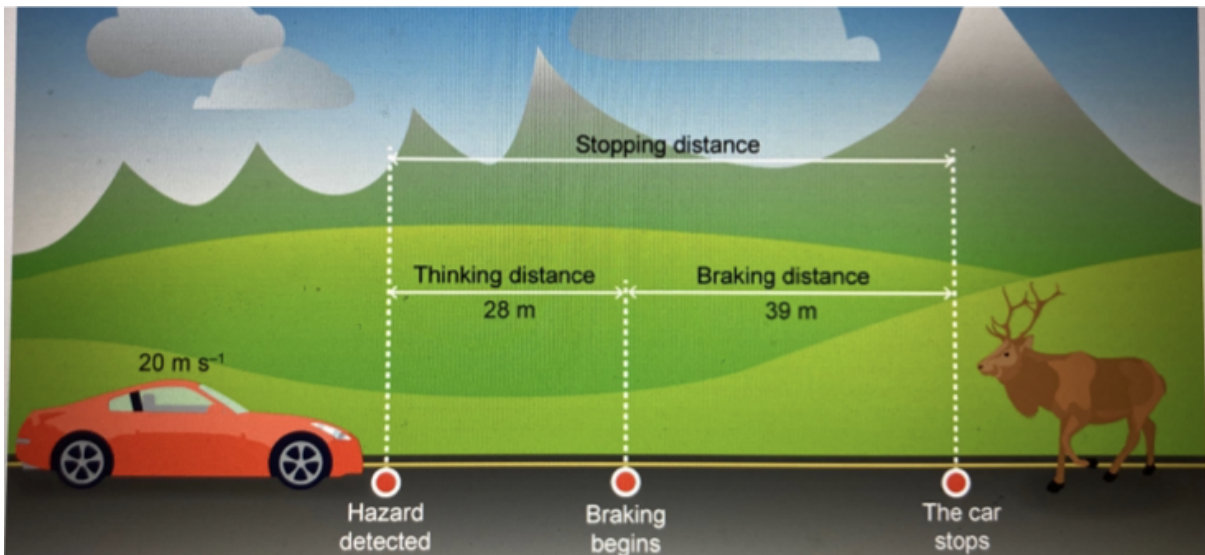 Stopping distance
Thinking distance
Braking distance
28 m
39 m
20 m s⁻¹
Hazard
detected
Braking
begins
The car
stops